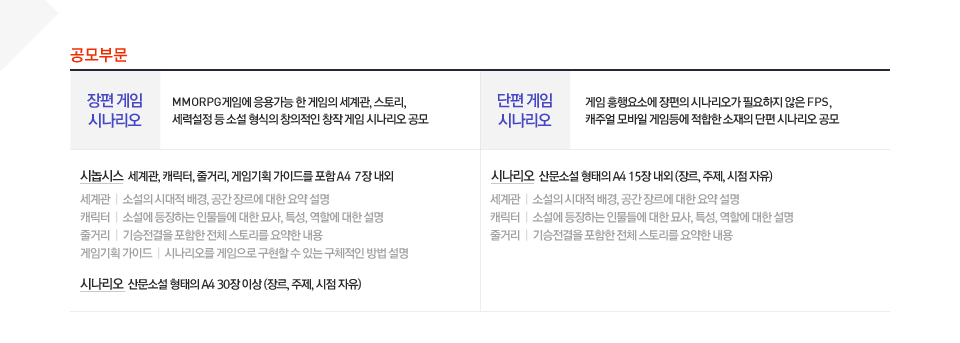 공모부문
장편 게임
시나리오
MMORPG게임에 응용가능 한 게임의 세계관, 스토리,
세력설정 등 소설 형식의 창의적인 창작 게임 시나리오 공모
단편 게임
시나리오
게임 흥행요소에 장편의 시나리오가 필요하지 않은 FPS,
캐주얼 모바일 게임등에 적합한 소재의 단편 시나리오 공모
시놉시스 세계관, 캐릭터, 줄거리, 게임기획 가이드를 포함 A4 7장 내외
세계관 | 소설의 시대적 배경, 공간 장르에 대한 요약 설명
캐릭터 | 소설에 등장하는 인물들에 대한 묘사, 특성, 역할에 대한 설명
줄거리 | 기승전결을 포함한 전체 스토리를 요약한 내용
게임기획 가이드 | 시나리오를 게임으로 구현할 수 있는 구체적인 방법 설명
시나리오 산문소설 형태의 A4 30장 이상 (장르, 주제, 시점 자유)
시나리오 산문소설 형태의 A4 15장 내외 (장르, 주제, 시점 자유)
세계관 | 소설의 시대적 배경, 공간 장르에 대한 요약 설명
캐릭터 | 소설에 등장하는 인물들에 대한 묘사, 특성, 역할에 대한 설명
줄거리 | 기승전결을 포함한 전체 스토리를 요약한 내용